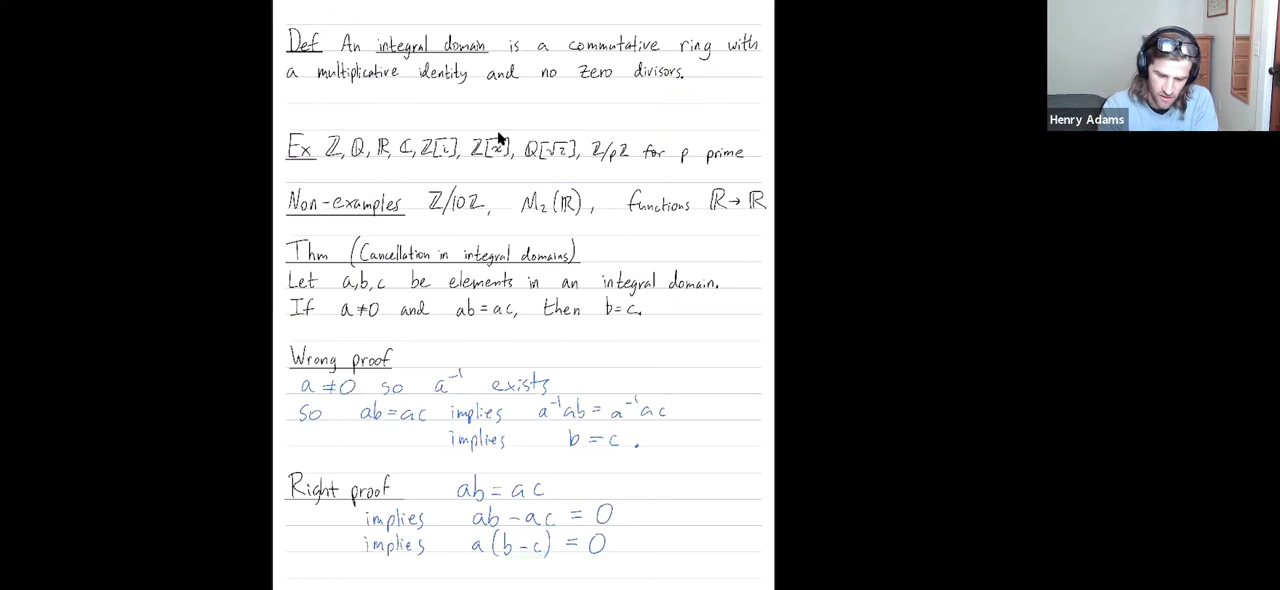 Def An integral domain is a commutative ring with
a multiplicative identity and no zero divisors.
Ex ℤ, ℚ, ℝ, ℂ, ℤ[i], ℤ[x], ℚ[√2], ℤ/pℤ for p prime
Non-examples ℤ/10ℤ, M₂(ℝ), functions ℝ→ℝ
Thm (Cancellation in integral domains)
Let a,b,c be elements in an integral domain.
If a≠0 and ab=ac, then b=c.
Wrong proof
a≠0 so a⁻¹ exists
so ab=ac implies a⁻¹ab = a⁻¹ac
implies b = c.
Right proof ab = ac
implies ab - ac = 0
implies a(b-c) = 0
Henry Adams